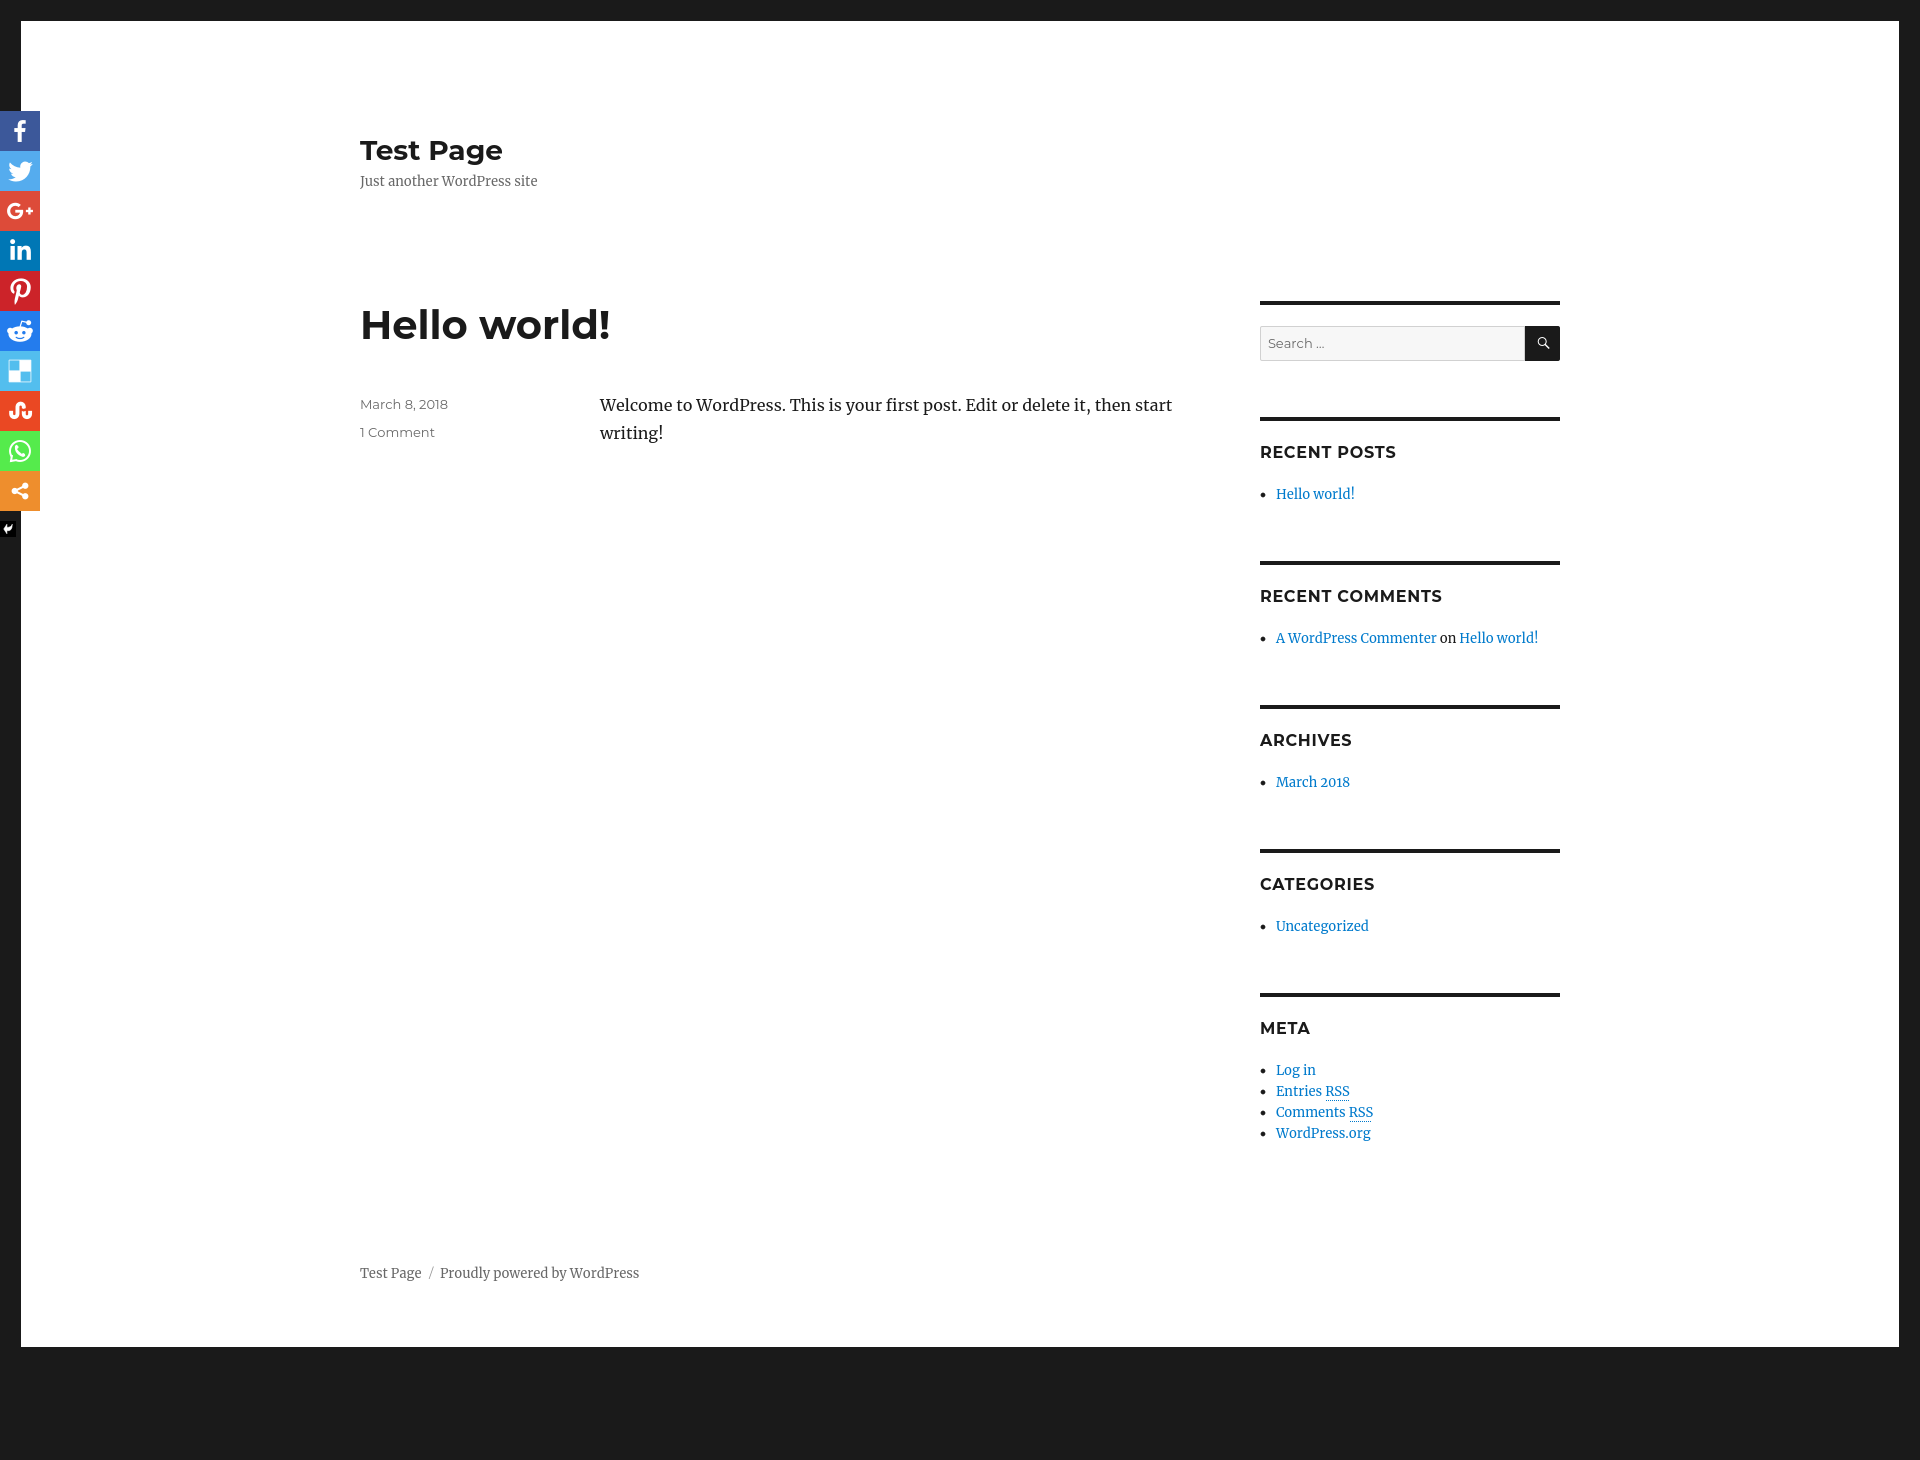 Test Page
Just another WordPress site
Hello world!
March 8, 2018
1 Comment
Welcome to WordPress. This is your first post. Edit or delete it, then start
writing!
Search …
RECENT POSTS
Hello world!
RECENT COMMENTS
A WordPress Commenter on Hello world!
ARCHIVES
March 2018
CATEGORIES
Uncategorized
META
Log in
Entries RSS
Comments RSS
WordPress.org
Test Page / Proudly powered by WordPress